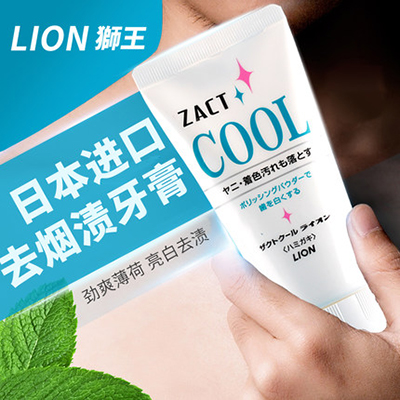 LION 獅王
日本进口
去烟渍牙膏
劲爽薄荷 亮白去渍
ZACT
COOL
ヤニ・着色汚れも落とす
ポリッシングパウダーで
歯を白くする
ザクトクール ライオン
〈ハミガキ〉
LION